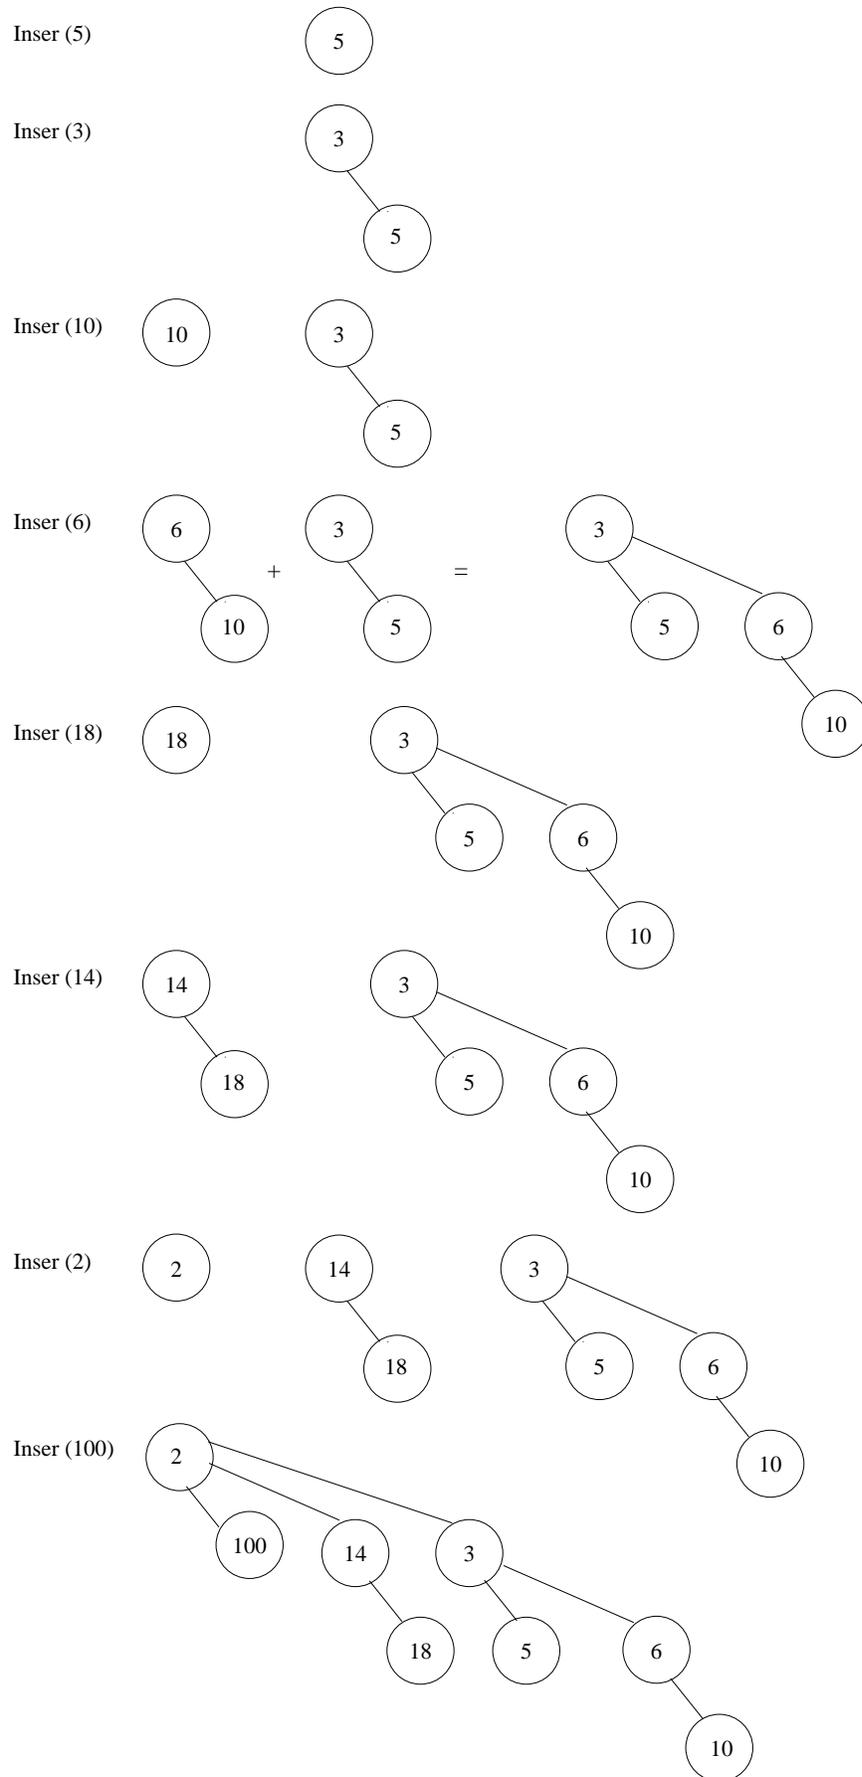 Inser (5)
5
Inser (3)
3
5
Inser (10)
10 3
5
Inser (6)
6 3 3
+ =
10 5 5 6
10
Inser (18)
18 3
5 6
10
Inser (14)
14 3
18 5 6
10
Inser (2)
2 14 3
18 5 6
10
Inser (100)
2
100 14 3
18 5 6
10